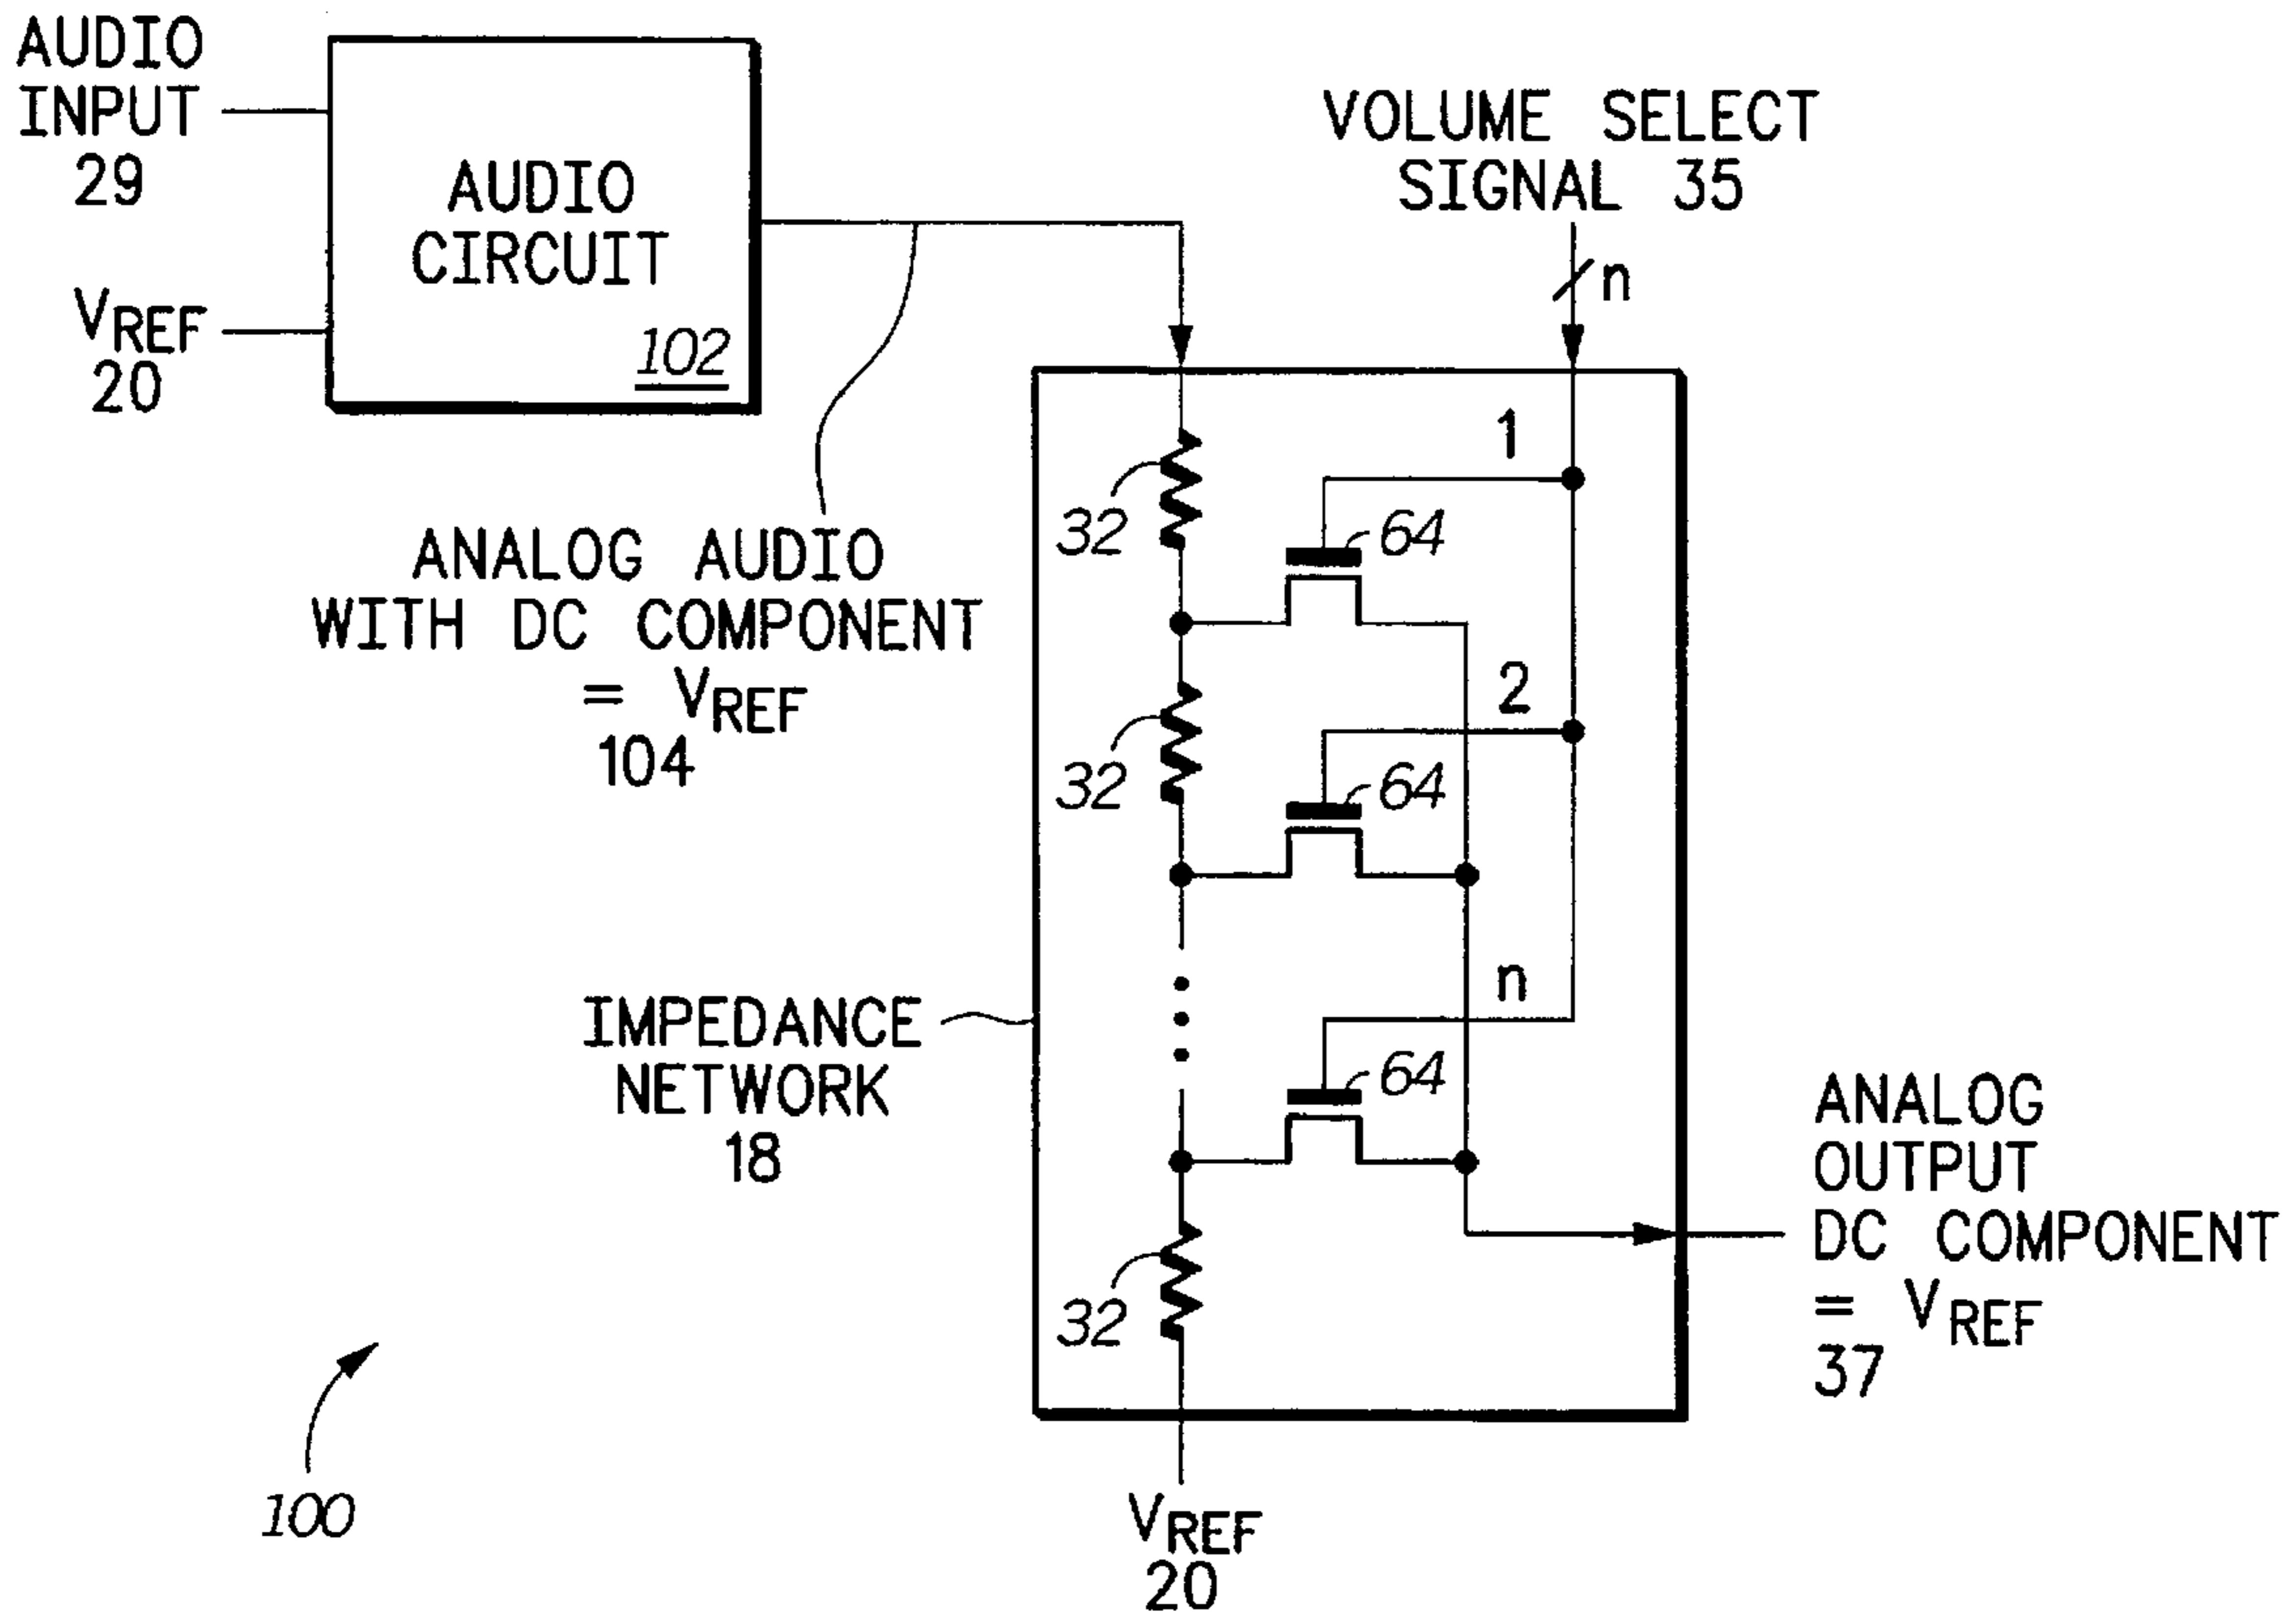 AUDIO
INPUT
29
VREF
20
AUDIO
CIRCUIT
102
VOLUME SELECT
SIGNAL 35
n
ANALOG AUDIO
WITH DC COMPONENT
= VREF
104
1
32
64
2
32
64
n
64
32
IMPEDANCE
NETWORK
18
ANALOG
OUTPUT
DC COMPONENT
= VREF
37
100
VREF
20